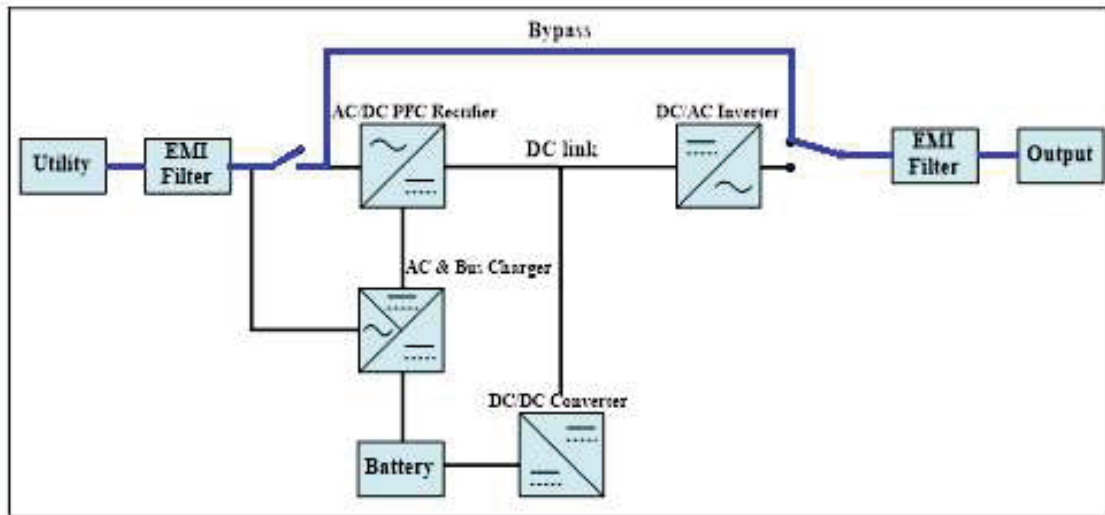 Bypass
AC/DC PFC Rectifier
DC/AC Inverter
Utility
EMI
Filter
DC link
EMI
Filter
Output
AC & Bus Charger
DC/DC Converter
Battery